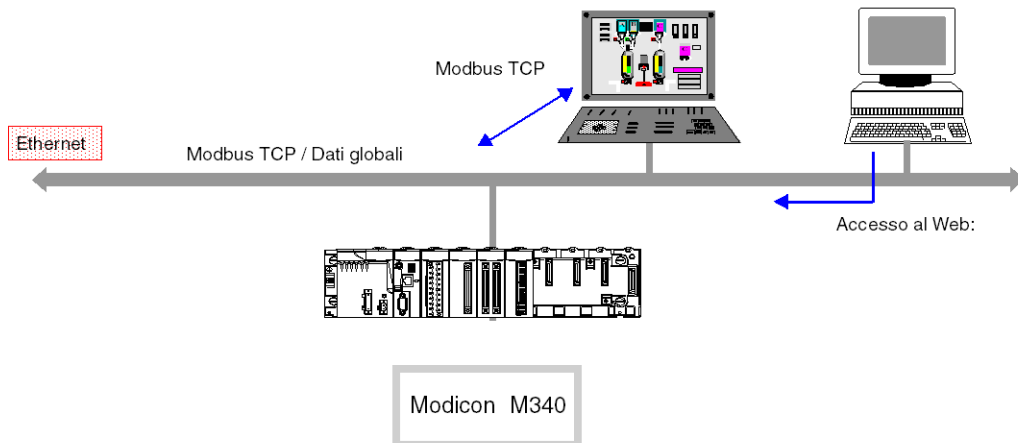 Modbus TCP
Ethernet
Modbus TCP / Dati globali
Accesso al Web:
Modicon M340